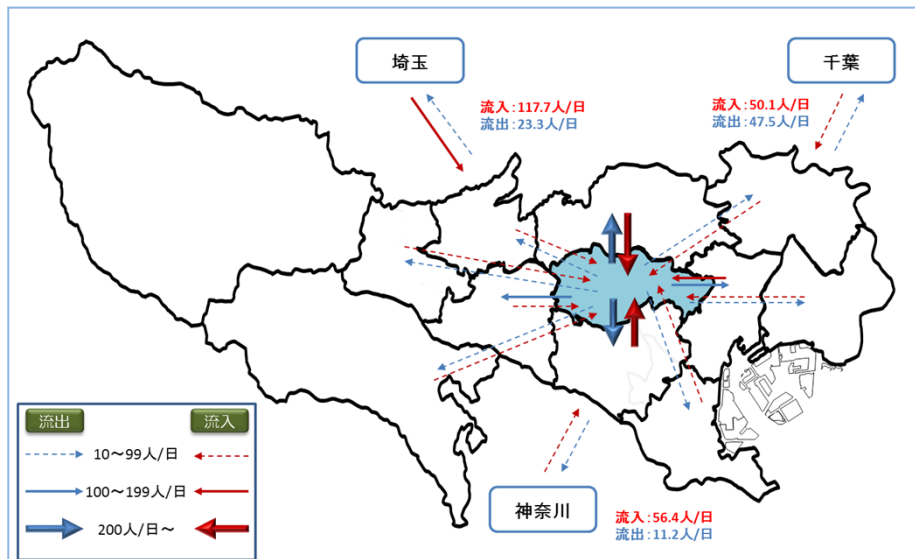 埼玉
千葉
流入：117.7人/日
流出：23.3人/日
流入：50.1人/日
流出：47.5人/日
流出 流入
10～99人/日
100～199人/日
200人/日～
神奈川
流入：56.4人/日
流出：11.2人/日